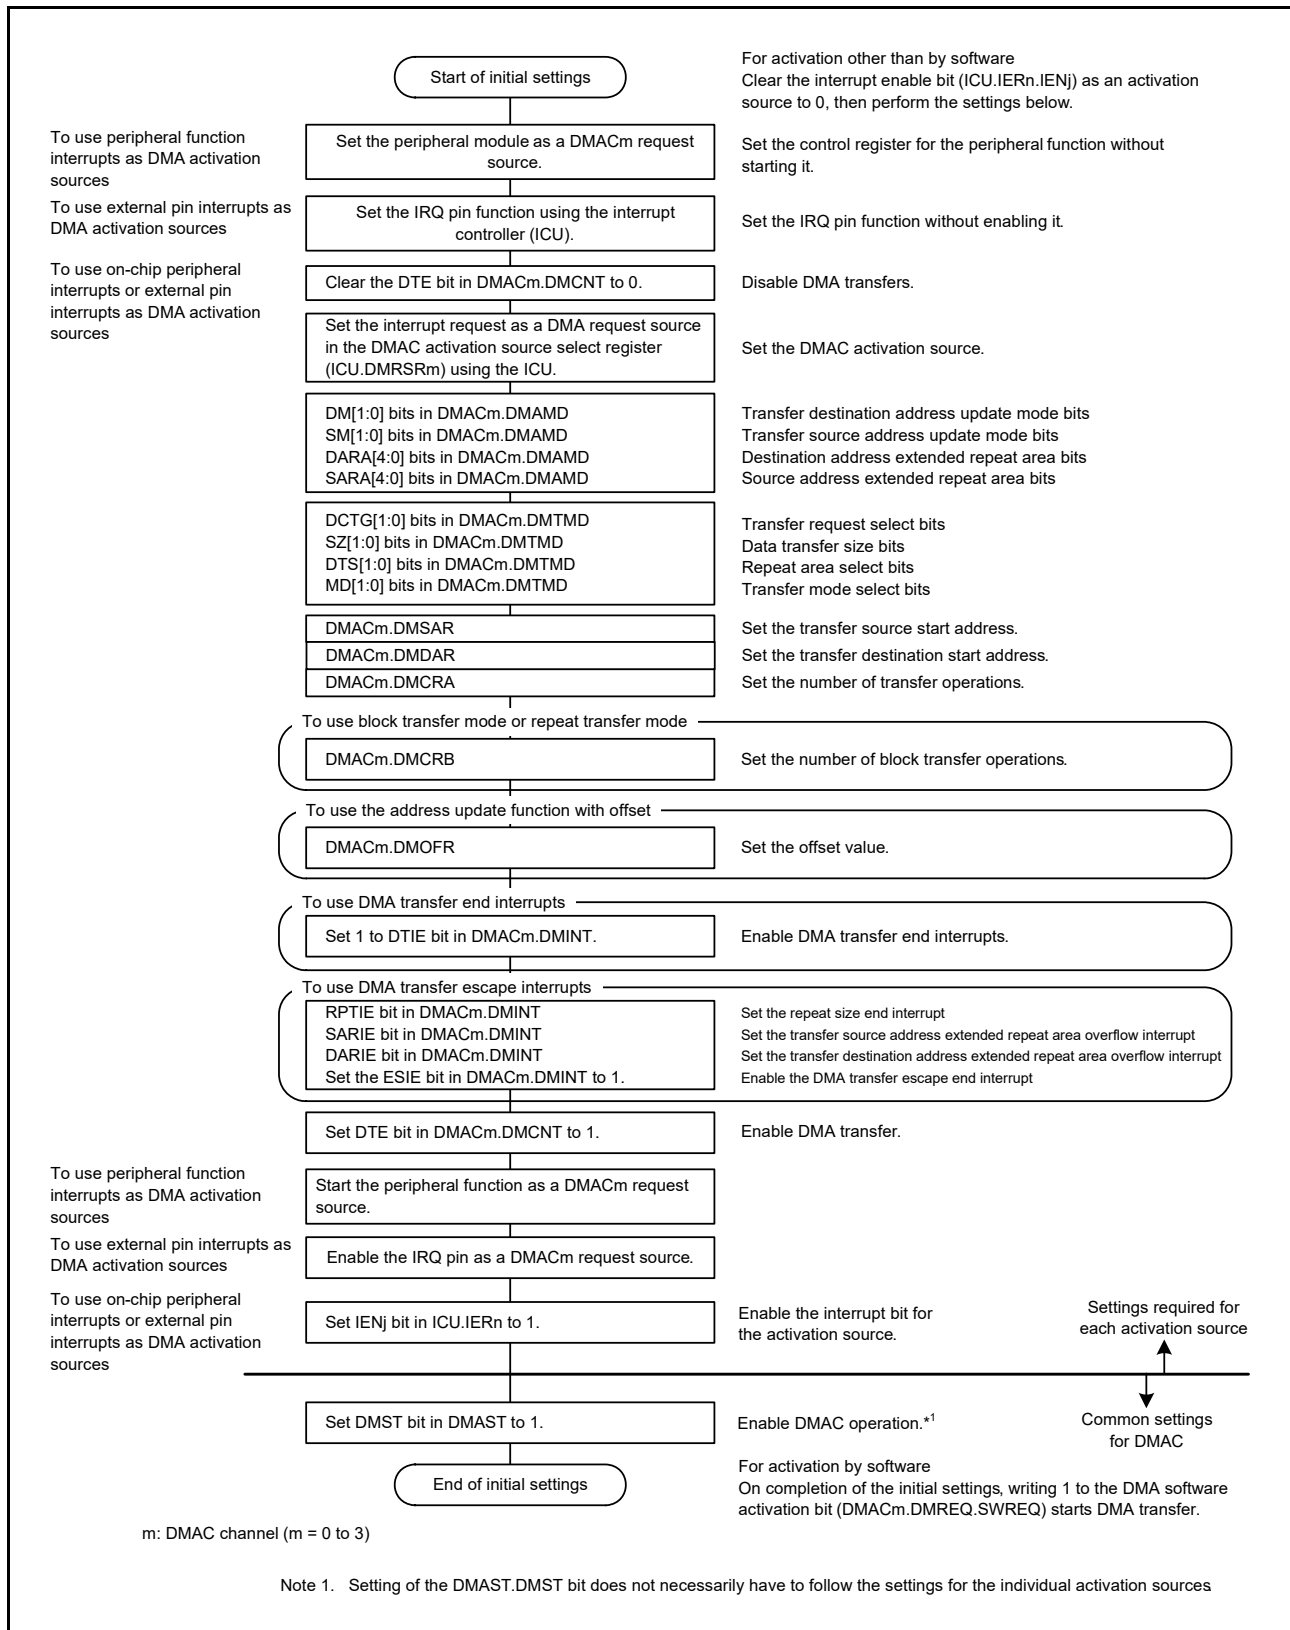 Start of initial settings
For activation other than by software
Clear the interrupt enable bit (ICU.IERn.IENj) as an activation
source to 0, then perform the settings below.
To use peripheral function
interrupts as DMA activation
sources
Set the peripheral module as a DMACm request
source.
Set the control register for the peripheral function without
starting it.
To use external pin interrupts as
DMA activation sources
Set the IRQ pin function using the interrupt
controller (ICU).
Set the IRQ pin function without enabling it.
To use on-chip peripheral
interrupts or external pin
interrupts as DMA activation
sources
Clear the DTE bit in DMACm.DMCNT to 0.
Disable DMA transfers.
Set the interrupt request as a DMA request source
in the DMAC activation source select register
(ICU.DMRSRm) using the ICU.
Set the DMAC activation source.
DM[1:0] bits in DMACm.DMAMD
SM[1:0] bits in DMACm.DMAMD
DARA[4:0] bits in DMACm.DMAMD
SARA[4:0] bits in DMACm.DMAMD
Transfer destination address update mode bits
Transfer source address update mode bits
Destination address extended repeat area bits
Source address extended repeat area bits
DCTG[1:0] bits in DMACm.DMTMD
SZ[1:0] bits in DMACm.DMTMD
DTS[1:0] bits in DMACm.DMTMD
MD[1:0] bits in DMACm.DMTMD
Transfer request select bits
Data transfer size bits
Repeat area select bits
Transfer mode select bits
DMACm.DMSAR
Set the transfer source start address.
DMACm.DMDAR
Set the transfer destination start address.
DMACm.DMCRA
Set the number of transfer operations.
To use block transfer mode or repeat transfer mode
DMACm.DMCRB
Set the number of block transfer operations.
To use the address update function with offset
DMACm.DMOFR
Set the offset value.
To use DMA transfer end interrupts
Set 1 to DTIE bit in DMACm.DMINT.
Enable DMA transfer end interrupts.
To use DMA transfer escape interrupts
RPTIE bit in DMACm.DMINT
SARIE bit in DMACm.DMINT
DARIE bit in DMACm.DMINT
Set the ESIE bit in DMACm.DMINT to 1.
Set the repeat size end interrupt
Set the transfer source address extended repeat area overflow interrupt
Set the transfer destination address extended repeat area overflow interrupt
Enable the DMA transfer escape end interrupt
Set DTE bit in DMACm.DMCNT to 1.
Enable DMA transfer.
To use peripheral function
interrupts as DMA activation
sources
Start the peripheral function as a DMACm request
source.
To use external pin interrupts as
DMA activation sources
Enable the IRQ pin as a DMACm request source.
To use on-chip peripheral
interrupts or external pin
interrupts as DMA activation
sources
Set IENj bit in ICU.IERn to 1.
Enable the interrupt bit for
the activation source.
Settings required for
each activation source
Set DMST bit in DMAST to 1.
Enable DMAC operation.*1
Common settings
for DMAC
End of initial settings
For activation by software
On completion of the initial settings, writing 1 to the DMA software
activation bit (DMACm.DMREQ.SWREQ) starts DMA transfer.
m: DMAC channel (m = 0 to 3)
Note 1. Setting of the DMAST.DMST bit does not necessarily have to follow the settings for the individual activation sources.